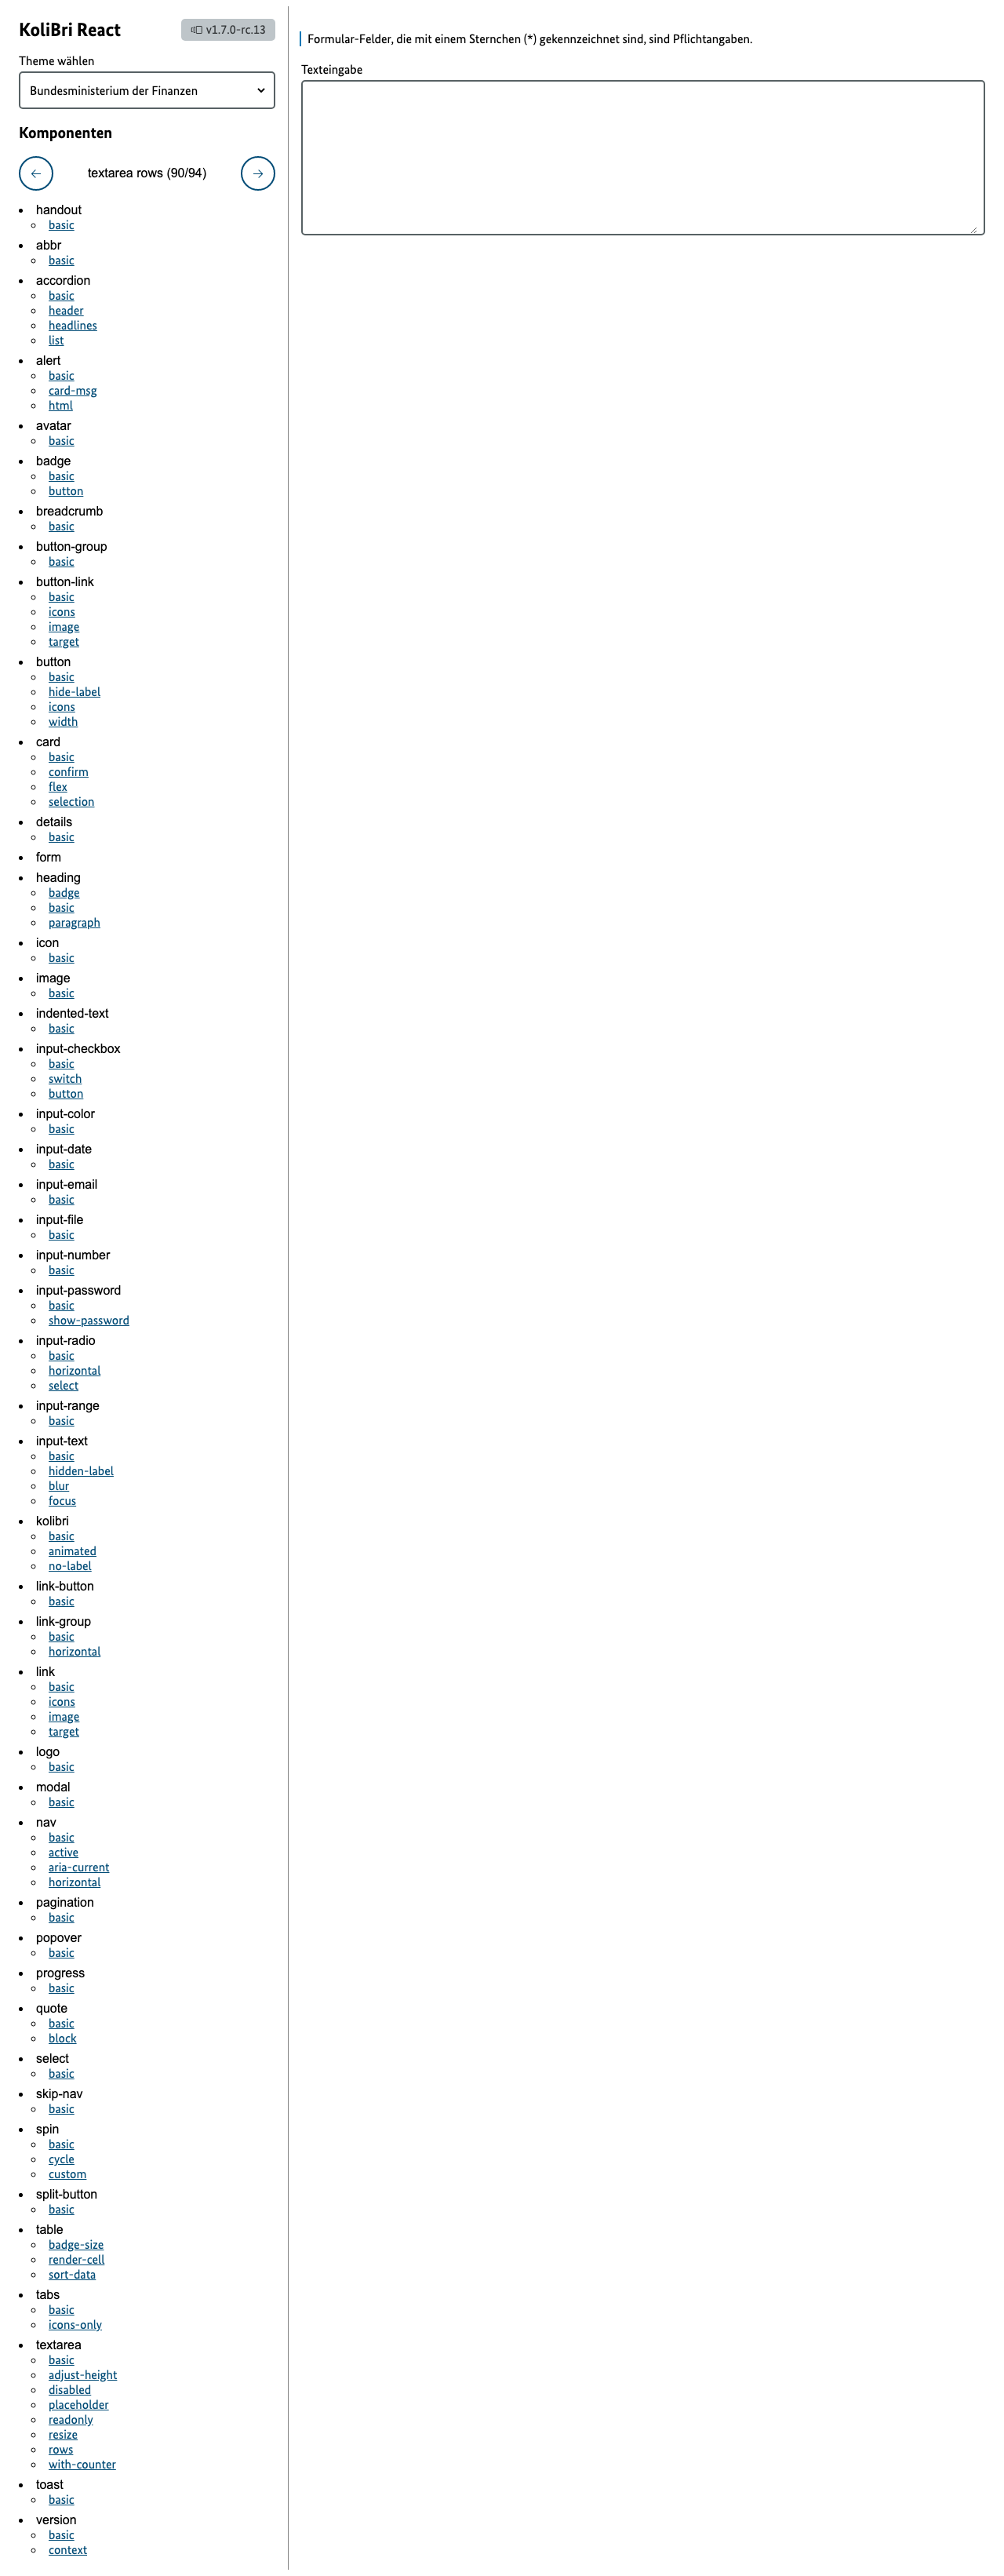 KoliBri React
v1.7.0-rc.13
Theme wählen
Bundesministerium der Finanzen
Komponenten
textarea rows (90/94)
handout
basic
abbr
basic
accordion
basic
header
headlines
list
alert
basic
card-msg
html
avatar
basic
badge
basic
button
breadcrumb
basic
button-group
basic
button-link
basic
icons
image
target
button
basic
hide-label
icons
width
card
basic
confirm
flex
selection
details
basic
form
heading
badge
basic
paragraph
icon
basic
image
basic
indented-text
basic
input-checkbox
basic
switch
button
input-color
basic
input-date
basic
input-email
basic
input-file
basic
input-number
basic
input-password
basic
show-password
input-radio
basic
horizontal
select
input-range
basic
input-text
basic
hidden-label
blur
focus
kolibri
basic
animated
no-label
link-button
basic
link-group
basic
horizontal
link
basic
icons
image
target
logo
basic
modal
basic
nav
basic
active
aria-current
horizontal
pagination
basic
popover
basic
progress
basic
quote
basic
block
select
basic
skip-nav
basic
spin
basic
cycle
custom
split-button
basic
table
badge-size
render-cell
sort-data
tabs
basic
icons-only
textarea
basic
adjust-height
disabled
placeholder
readonly
resize
rows
with-counter
toast
basic
version
basic
context
Formular-Felder, die mit einem Sternchen (*) gekennzeichnet sind, sind Pflichtangaben.
Texteingabe